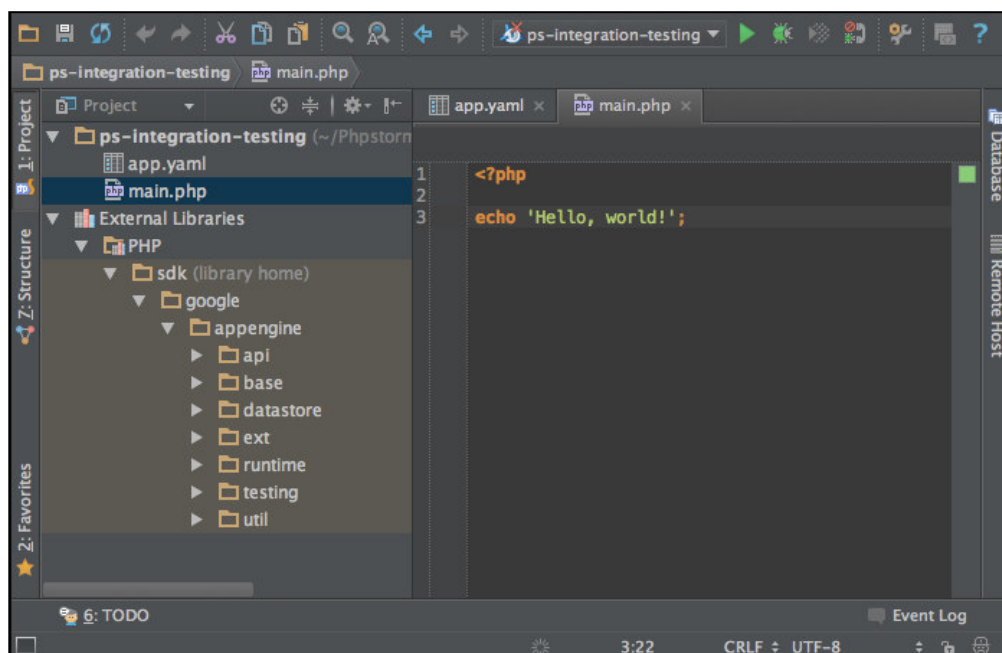 ps-integration-testing
ps-integration-testing main.php
1: Project
Z: Structure
2: Favorites
Project
ps-integration-testing (~/Phpstorm
app.yaml
main.php
External Libraries
PHP
sdk (library home)
google
appengine
api
base
datastore
ext
runtime
testing
util
app.yaml main.php
1 <?php
2
3 echo 'Hello, world!';
Database
Remote Host
6: TODO
Event Log
3:22 CRLF UTF-8